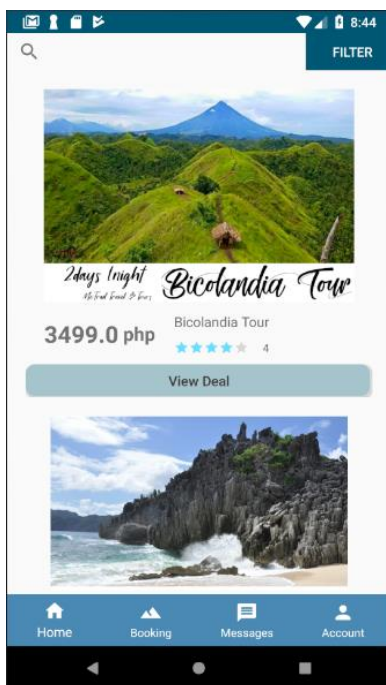 8:44
FILTER
2days 1night
Bicolandia Tour
3499.0 php
Bicolandia Tour
4
View Deal
Home
Booking
Messages
Account